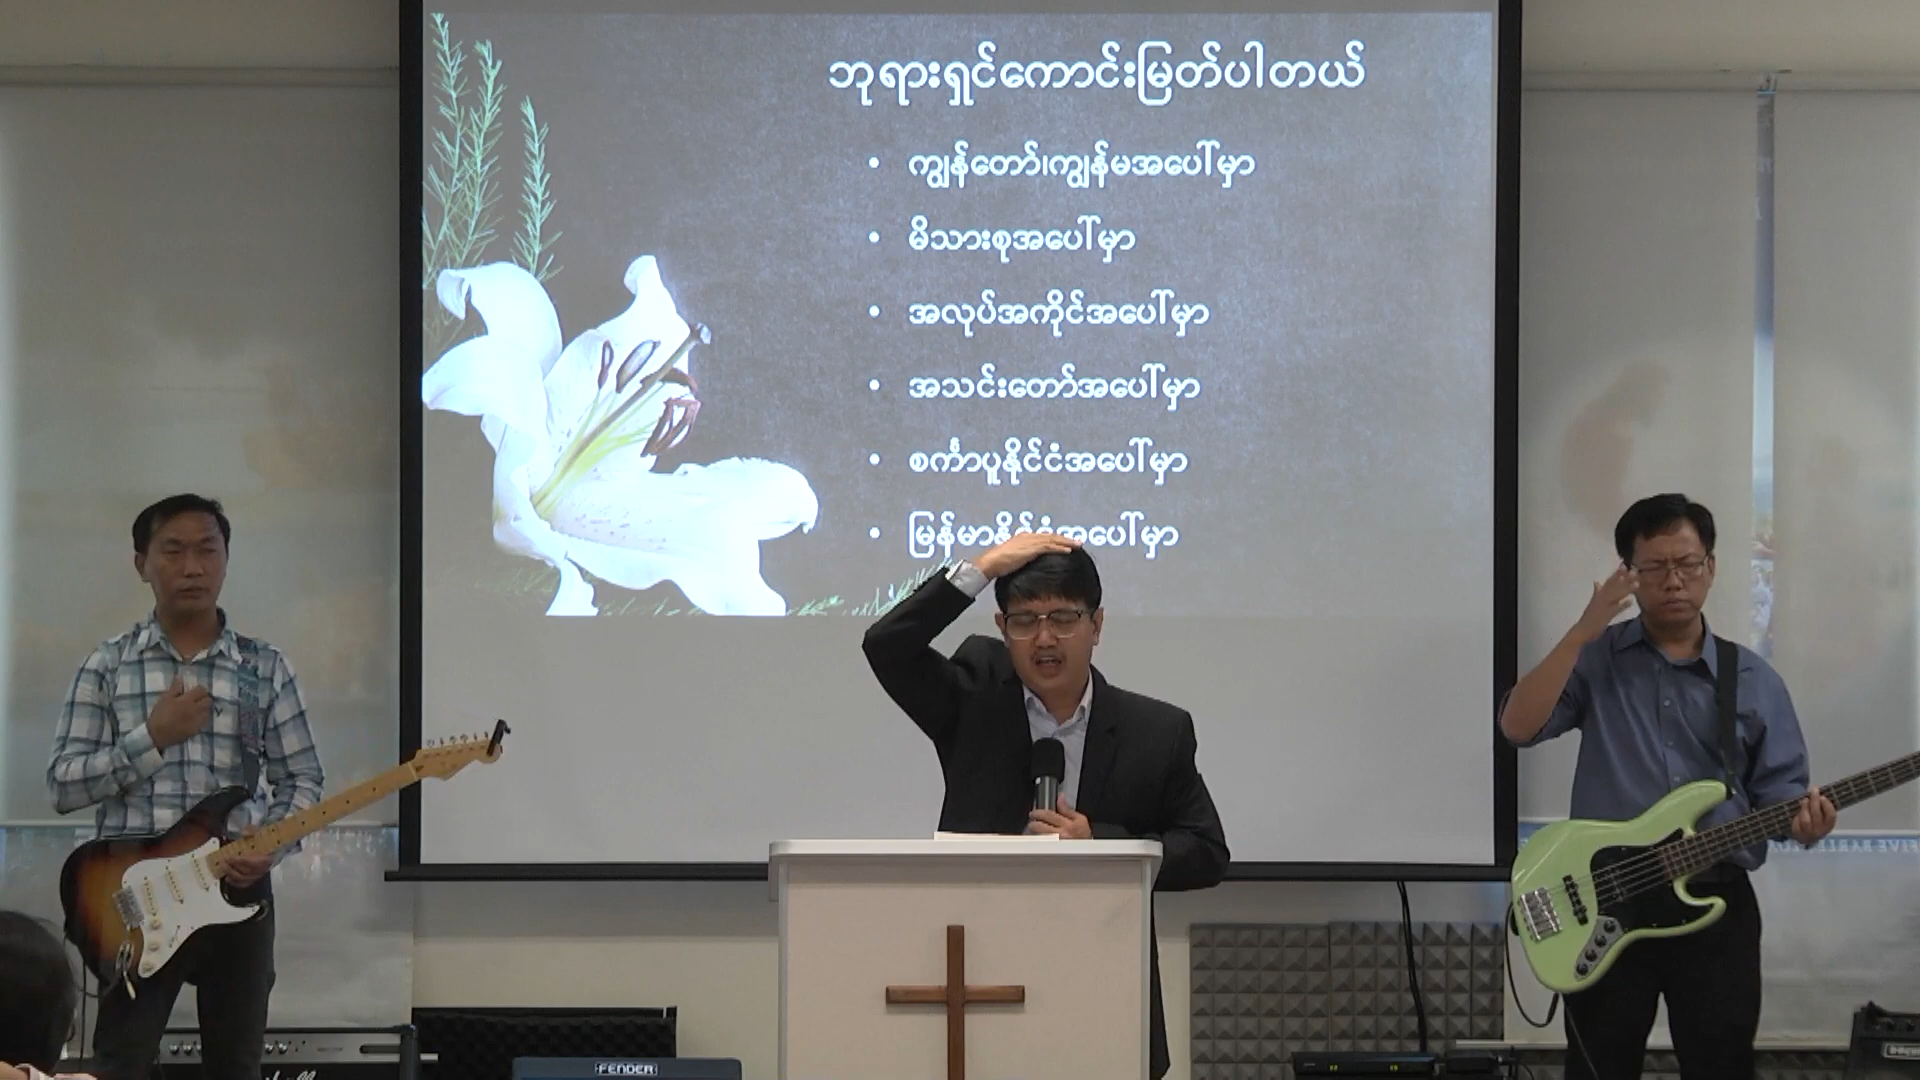 ဘုရားရှင်ကောင်းမြတ်ပါတယ်
• ကျွန်တော်၊ကျွန်မအပေါ်မှာ
• မိသားစုအပေါ်မှာ
• အလုပ်အကိုင်အပေါ်မှာ
• အသင်းတော်အပေါ်မှာ
• စင်္ကာပူနိုင်ငံအပေါ်မှာ
• မြန်မာနိုင်ငံအပေါ်မှာ
FENDER